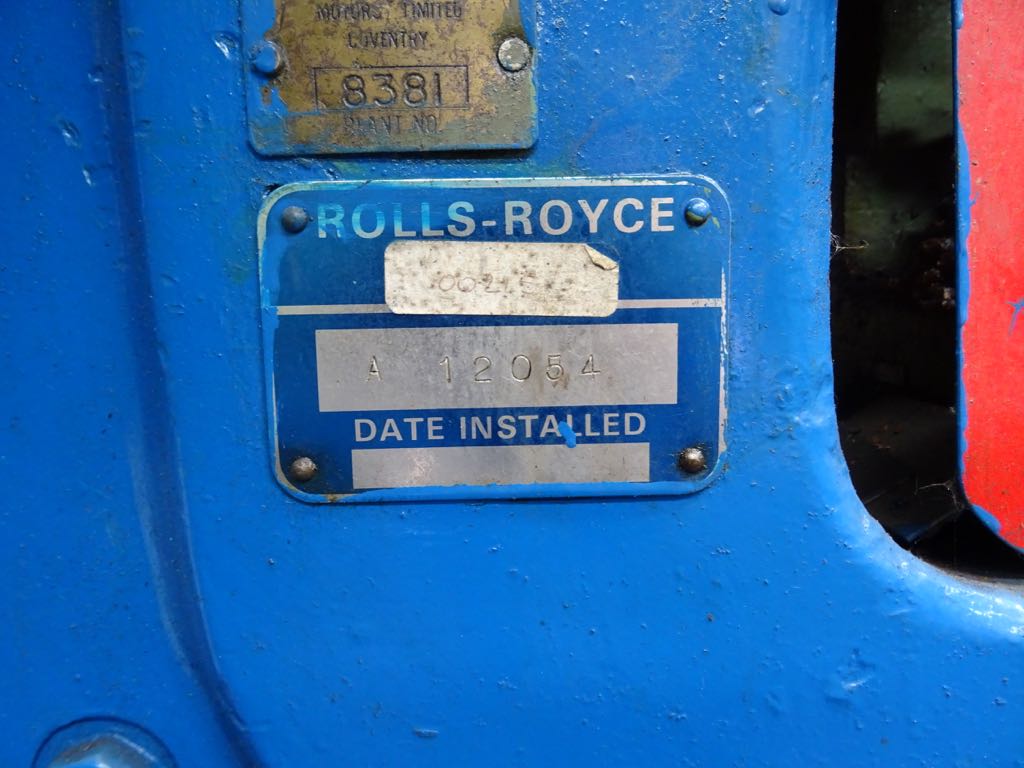 MOTORS, LIMITED
COVENTRY.
8381
PLANT NO.
ROLLS-ROYCE
A 12054
DATE INSTALLED